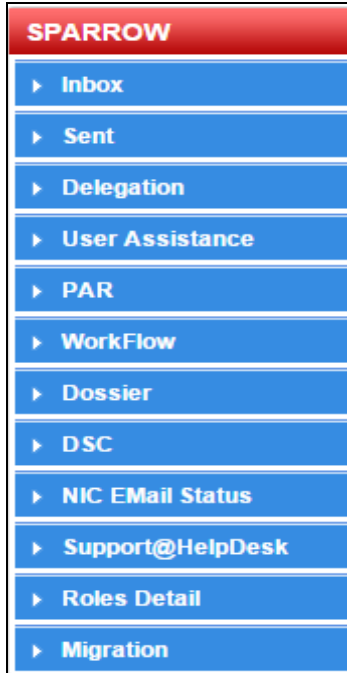 SPARROW
Inbox
Sent
Delegation
User Assistance
PAR
WorkFlow
Dossier
DSC
NIC EMail Status
Support@HelpDesk
Roles Detail
Migration